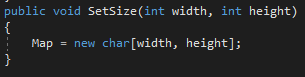 public void SetSize(int width, int height)
{
    Map = new char[width, height];
}